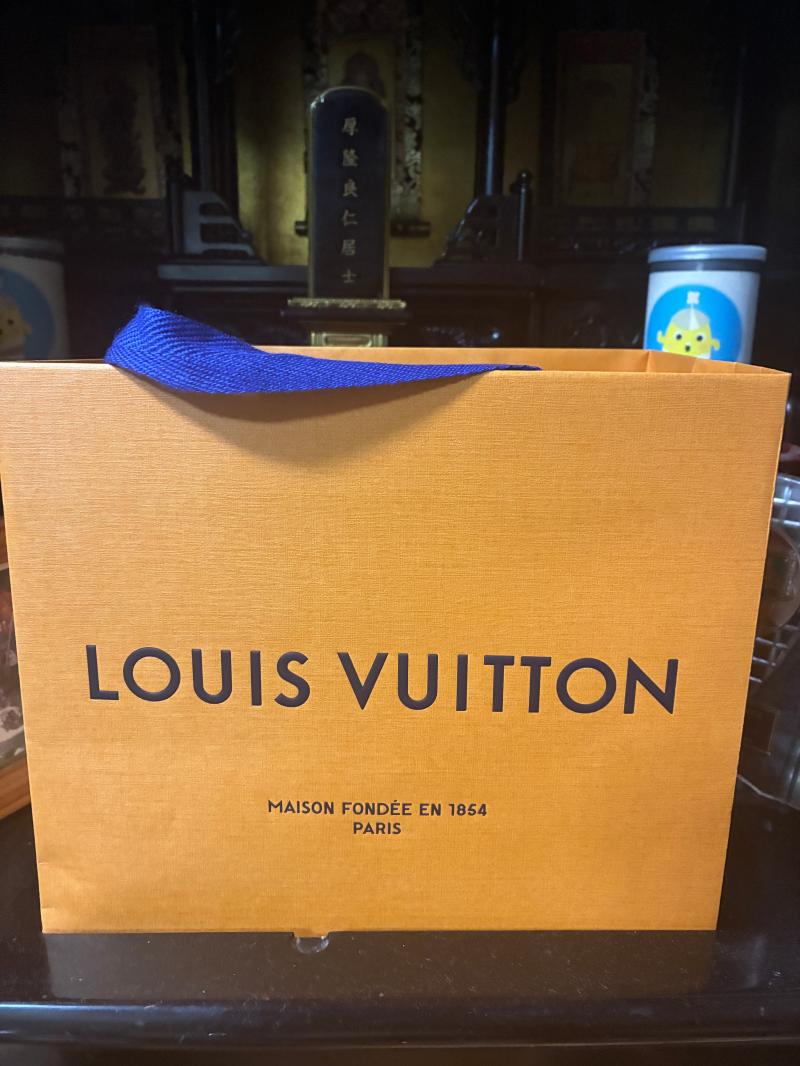 厚隆良仁居士
LOUIS VUITTON
MAISON FONDÉE EN 1854
PARIS